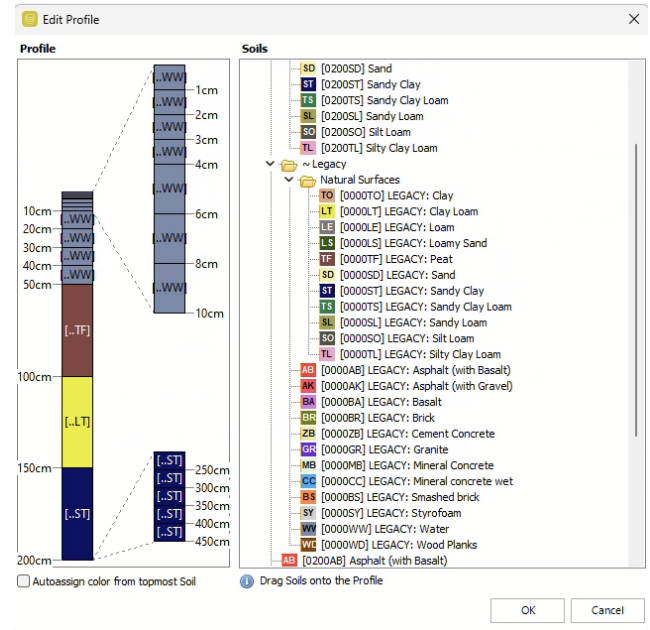 Edit Profile
Profile
[..WW]
1cm
[..WW]
2cm
[..WW]
3cm
[..WW]
4cm
[..WW]
6cm
[..WW]
8cm
[..WW]
10cm
10cm
[..WW]
20cm
[..WW]
30cm
[..WW]
40cm
[..WW]
50cm
[..TF]
100cm
[..LT]
150cm
[..ST]
200cm
[..ST]
250cm
[..ST]
300cm
[..ST]
350cm
[..ST]
400cm
[..ST]
450cm
Autoassign color from topmost Soil
Soils
SD [0200SD] Sand
ST [0200ST] Sandy Clay
TS [0200TS] Sandy Clay Loam
SL [0200SL] Sandy Loam
SO [0200SO] Silt Loam
TL [0200TL] Silty Clay Loam
~ Legacy
Natural Surfaces
TO [0000TO] LEGACY: Clay
LT [0000LT] LEGACY: Clay Loam
LE [0000LE] LEGACY: Loam
LS [0000LS] LEGACY: Loamy Sand
TF [0000TF] LEGACY: Peat
SD [0000SD] LEGACY: Sand
ST [0000ST] LEGACY: Sandy Clay
TS [0000TS] LEGACY: Sandy Clay Loam
SL [0000SL] LEGACY: Sandy Loam
SO [0000SO] LEGACY: Silt Loam
TL [0000TL] LEGACY: Silty Clay Loam
AB [0000AB] LEGACY: Asphalt (with Basalt)
AK [0000AK] LEGACY: Asphalt (with Gravel)
BA [0000BA] LEGACY: Basalt
BR [0000BR] LEGACY: Brick
ZB [0000ZB] LEGACY: Cement Concrete
GR [0000GR] LEGACY: Granite
MB [0000MB] LEGACY: Mineral Concrete
CC [0000CC] LEGACY: Mineral concrete wet
BS [0000BS] LEGACY: Smashed brick
SY [0000SY] LEGACY: Styrofoam
WW [0000WW] LEGACY: Water
WD [0000WD] LEGACY: Wood Planks
AB [0200AB] Asphalt (with Basalt)
Drag Soils onto the Profile
OK
Cancel